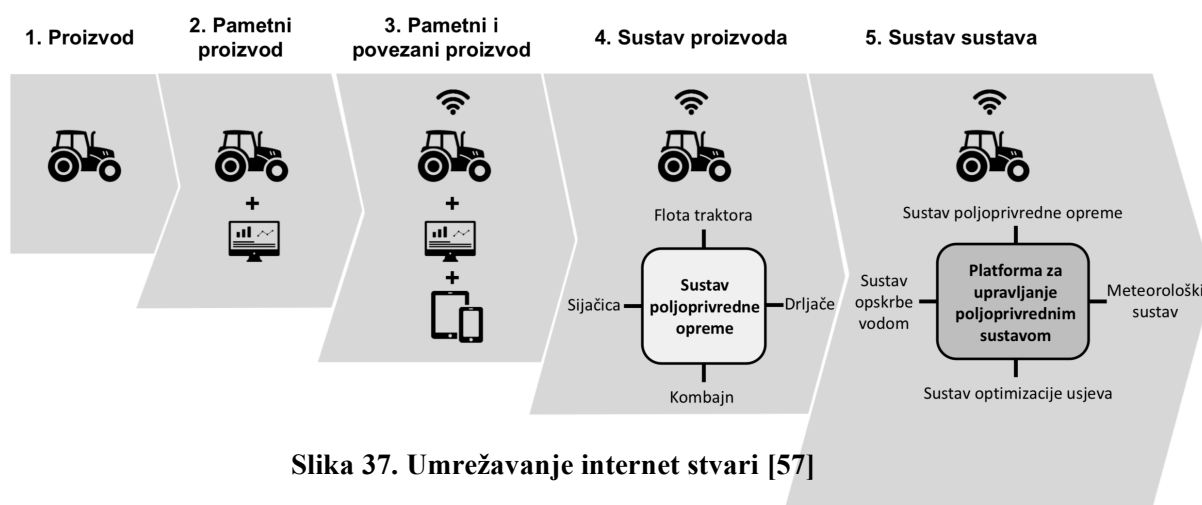 1. Proizvod
2. Pametni
proizvod
3. Pametni i
povezani proizvod
4. Sustav proizvoda
5. Sustav sustava
+
+
+
Flota traktora
Sijačica
Sustav
poljoprivredne
opreme
Drljače
Kombajn
Sustav poljoprivredne opreme
Sustav
opskrbe
vodom
Platforma za
upravljanje
poljoprivrednim
sustavom
Meteorološki
sustav
Sustav optimizacije usjeva
Slika 37. Umrežavanje internet stvari [57]